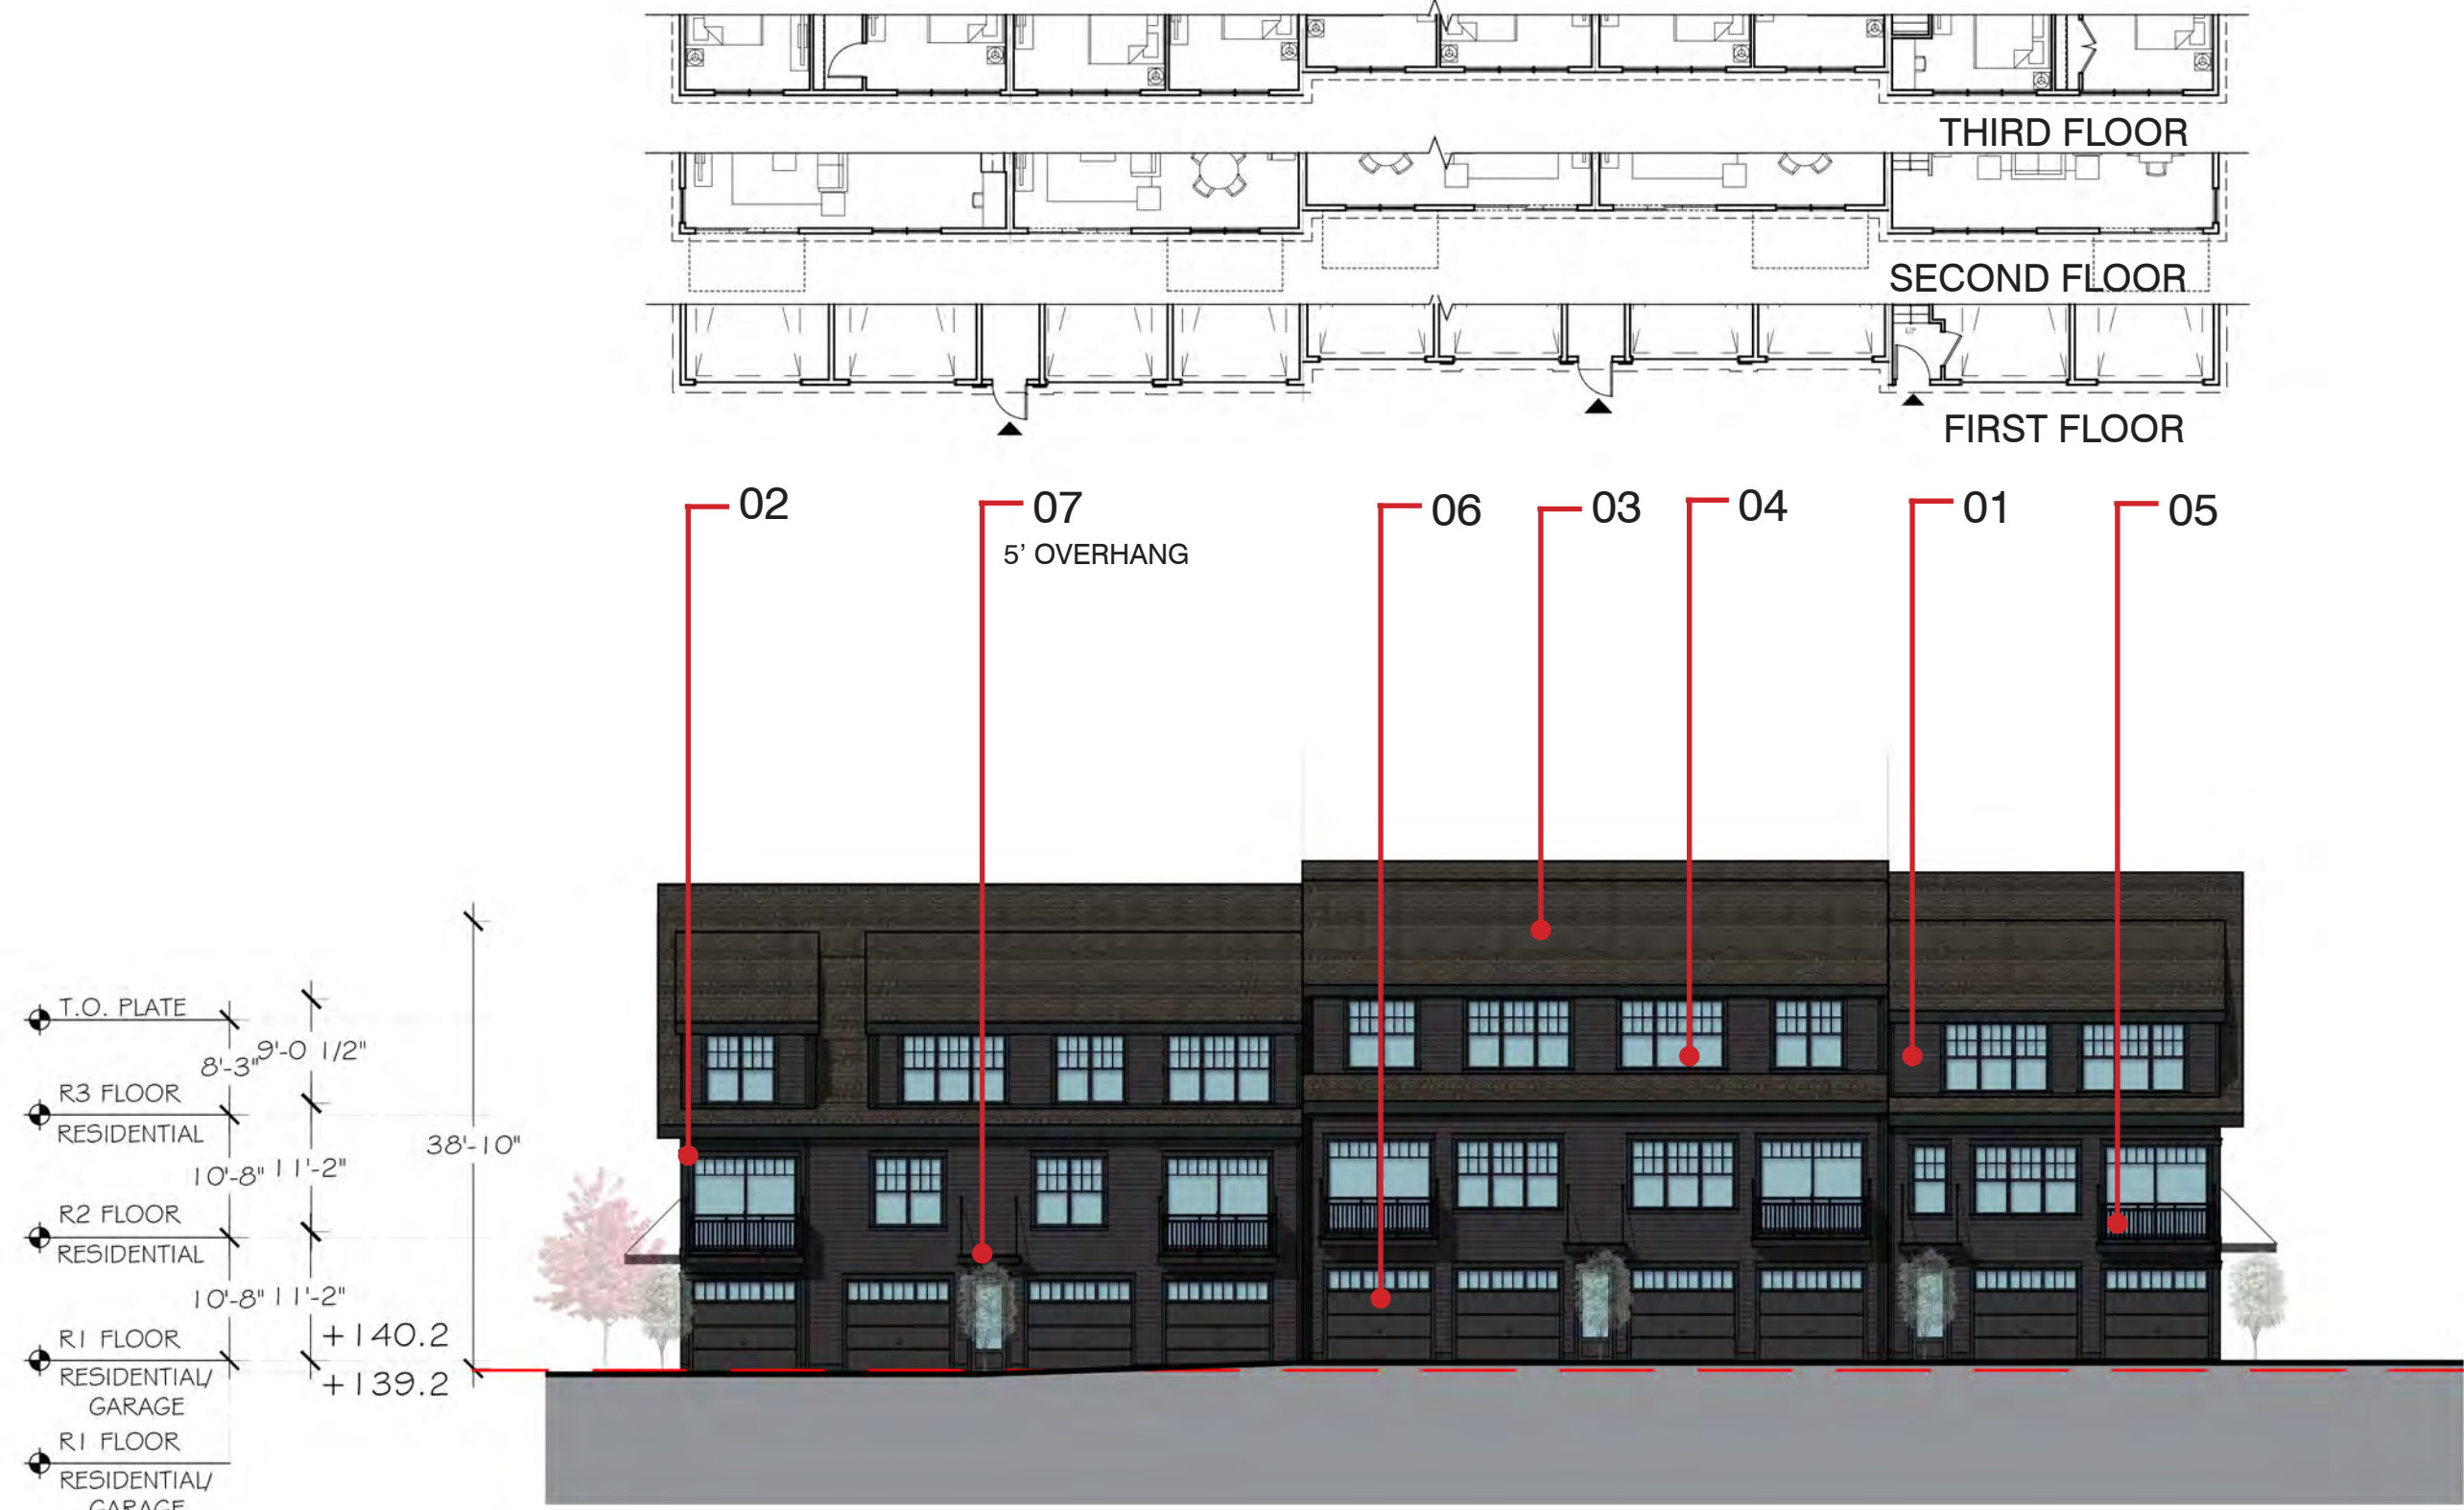 THIRD FLOOR
SECOND FLOOR
UP
FIRST FLOOR
02
07
06
03
04
01
05
5’ OVERHANG
T.O. PLATE
8'-3"
9'-0 1/2"
R3 FLOOR
RESIDENTIAL
38'-10"
10'-8"
11'-2"
R2 FLOOR
RESIDENTIAL
10'-8"
11'-2"
R1 FLOOR
+140.2
RESIDENTIAL/
+139.2
GARAGE
R1 FLOOR
RESIDENTIAL/
GARAGE